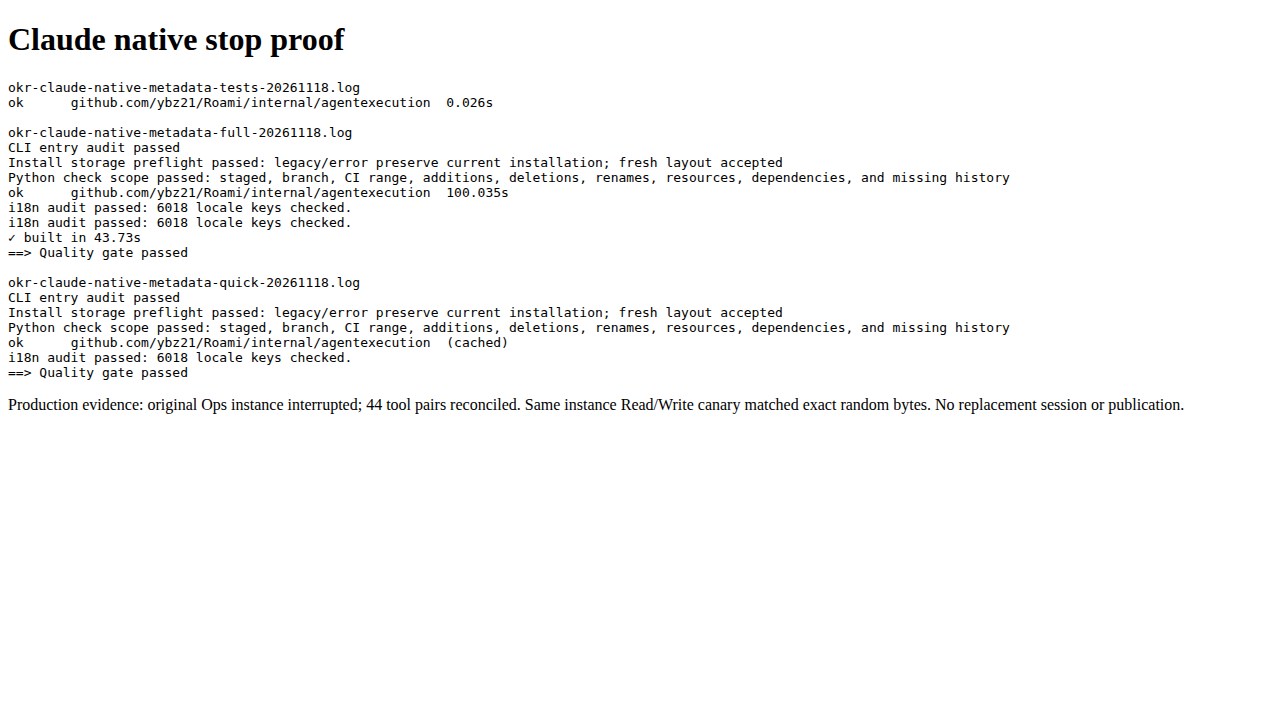 Claude native stop proof
okr-claude-native-metadata-tests-20261118.log
ok      github.com/ybz21/Roami/internal/agentexecution  0.026s
okr-claude-native-metadata-full-20261118.log
CLI entry audit passed
Install storage preflight passed: legacy/error preserve current installation; fresh layout accepted
Python check scope passed: staged, branch, CI range, additions, deletions, renames, resources, dependencies, and missing history
ok      github.com/ybz21/Roami/internal/agentexecution  100.035s
i18n audit passed: 6018 locale keys checked.
i18n audit passed: 6018 locale keys checked.
✓ built in 43.73s
==> Quality gate passed
okr-claude-native-metadata-quick-20261118.log
CLI entry audit passed
Install storage preflight passed: legacy/error preserve current installation; fresh layout accepted
Python check scope passed: staged, branch, CI range, additions, deletions, renames, resources, dependencies, and missing history
ok      github.com/ybz21/Roami/internal/agentexecution  (cached)
i18n audit passed: 6018 locale keys checked.
==> Quality gate passed
Production evidence: original Ops instance interrupted; 44 tool pairs reconciled. Same instance Read/Write canary matched exact random bytes. No replacement session or publication.